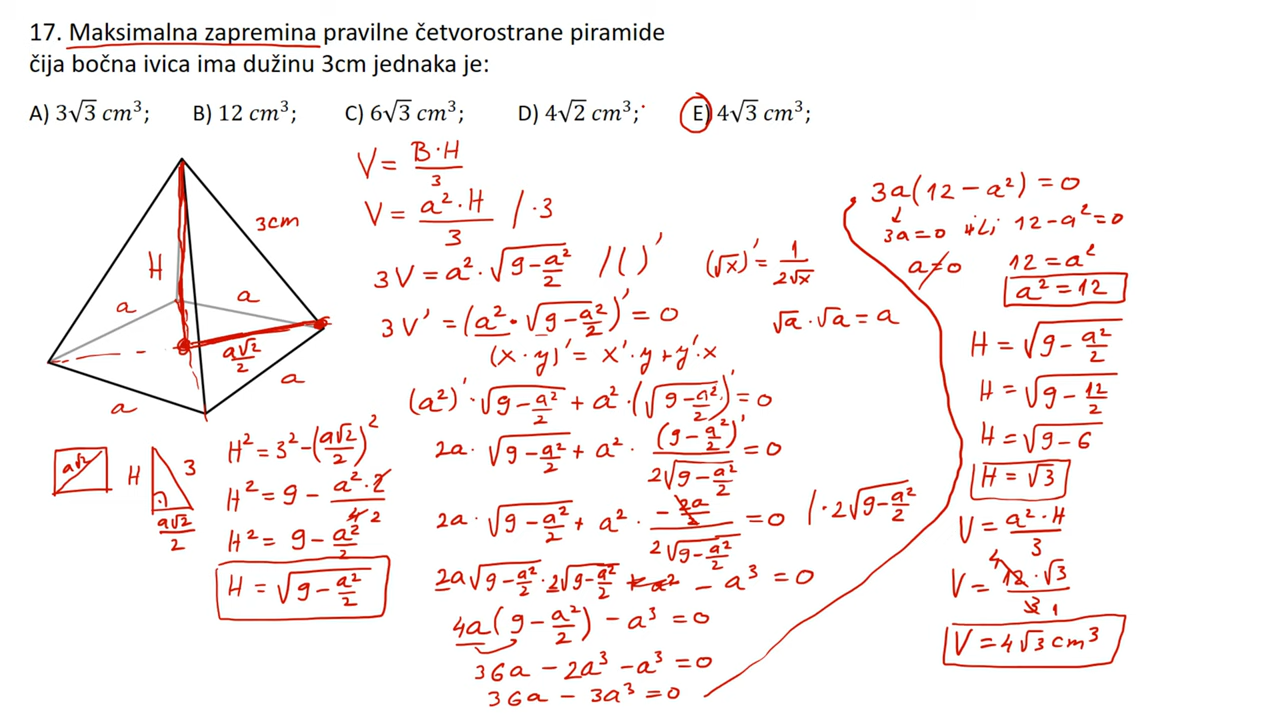 17. Maksimalna zapremina pravilne četvorostrane piramide
čija bočna ivica ima dužinu 3cm jednaka je:
A) 3√3 cm³; B) 12 cm³; C) 6√3 cm³; D) 4√2 cm³; E) 4√3 cm³;
3cm
H
a
a
a√2/2
a
a
a√2
H
3
a√2/2
H² = 3² - (a√2/2)²
H² = 9 - a²·2/4 2
H² = 9 - a²/2
H = √(9 - a²/2)
V = B·H/3
V = a²·H/3 /·3
3V = a²·√(9 - a²/2) /( )′
(√x)′ = 1/2√x
3V′ = (a²·√(9 - a²/2))′ = 0
√a·√a = a
(x·y)′ = x′·y + y′·x
(a²)′·√(9 - a²/2) + a²·(√(9 - a²/2))′ = 0
2a·√(9 - a²/2) + a²·(9 - a²/2)′/2√(9 - a²/2) = 0
2a·√(9 - a²/2) + a²·(-2a/2)/2√(9 - a²/2) = 0 /·2√(9 - a²/2)
2a√(9 - a²/2)·2√(9 - a²/2) - a³ = 0
4a(9 - a²/2) - a³ = 0
36a - 2a³ - a³ = 0
36a - 3a³ = 0
3a(12 - a²) = 0
3a = 0 ili 12 - a² = 0
a ≠ 0 12 = a²
a² = 12
H = √(9 - a²/2)
H = √(9 - 12/2)
H = √(9 - 6)
H = √3
V = a²·H/3
V = 4 12·√3/3 1
V = 4√3 cm³